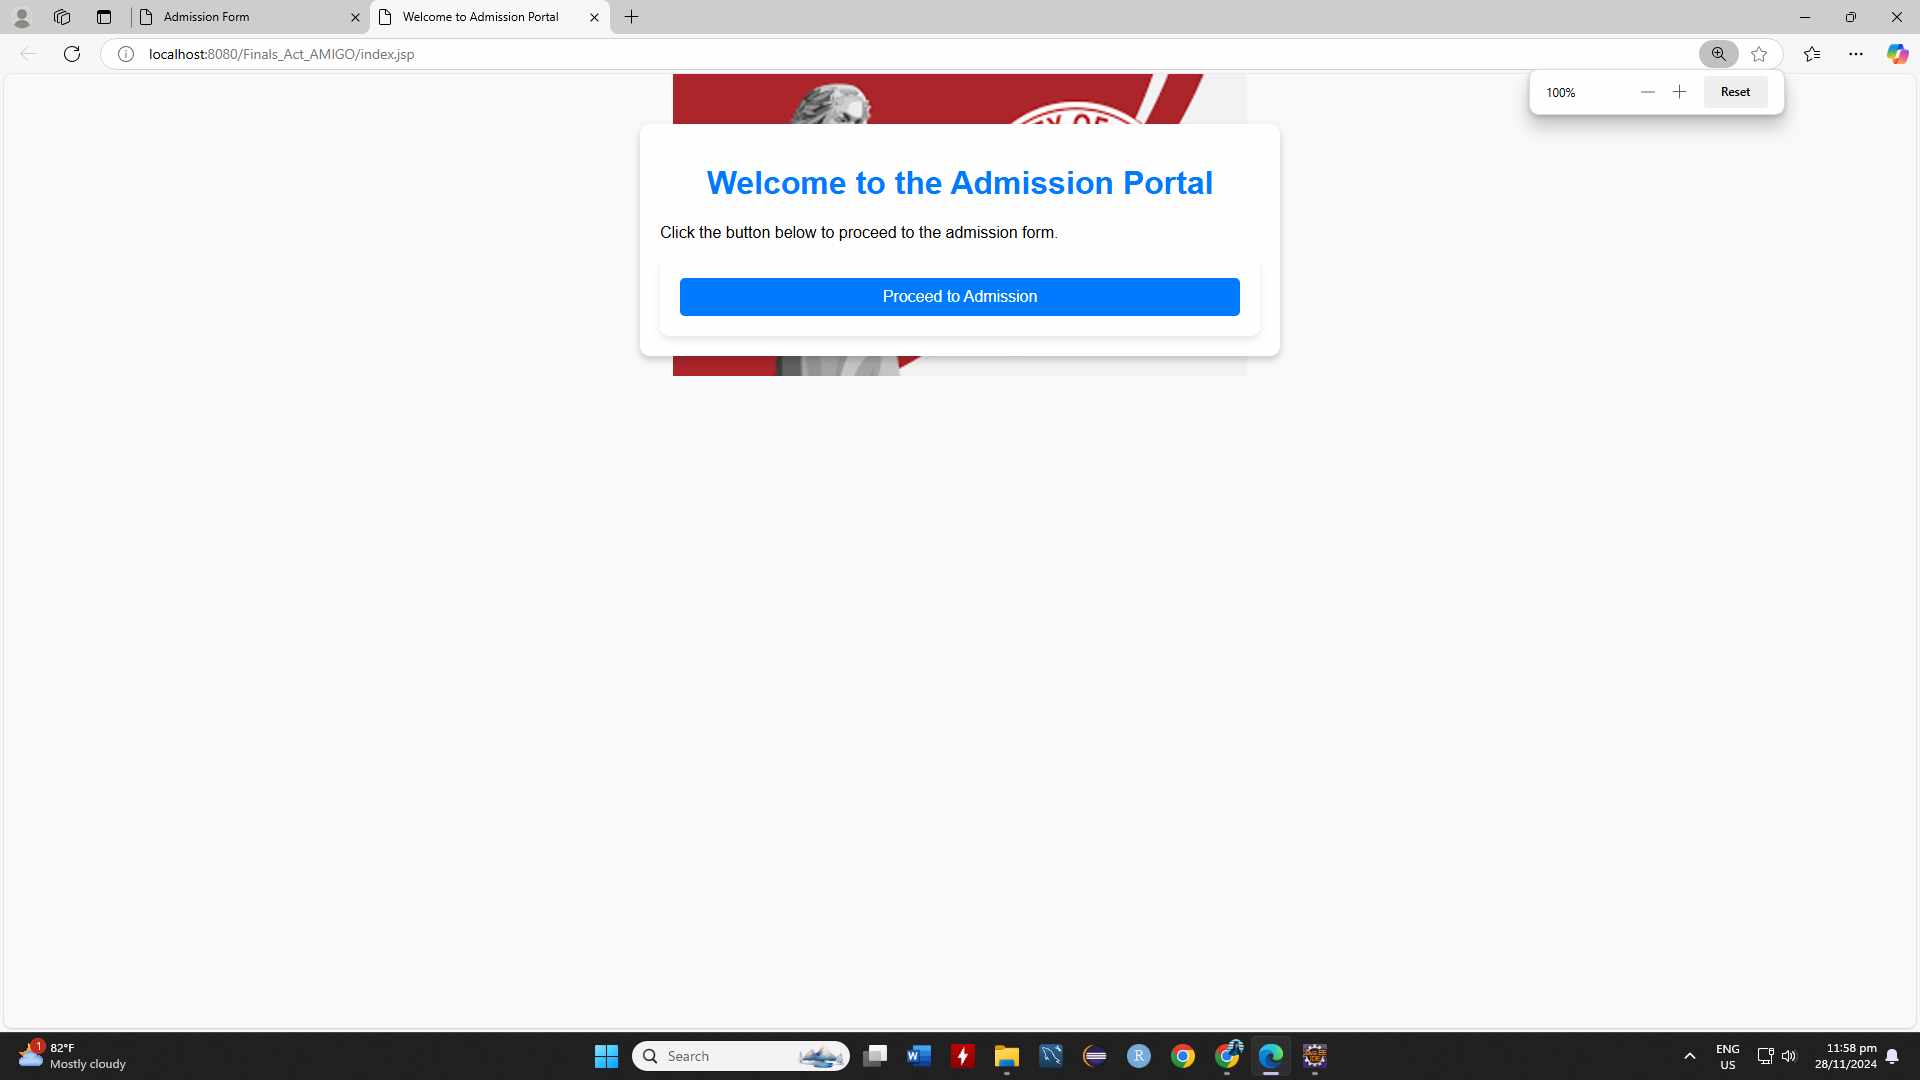 Admission Form
Welcome to Admission Portal
localhost:8080/Finals_Act_AMIGO/index.jsp
100%
Reset
Y OF
Welcome to the Admission Portal
Click the button below to proceed to the admission form.
Proceed to Admission
1
82°F
Mostly cloudy
Search
W
R
ENG
US
11:58 pm
28/11/2024